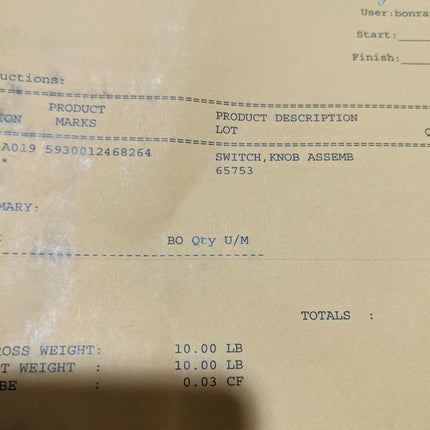 User:bonra
Start:
Finish:
uctions:
PRODUCT PRODUCT DESCRIPTION
ON MARKS LOT Q
A019 5930012468264 SWITCH,KNOB ASSEMB
* 65753
MARY:
BO Qty U/M
TOTALS :
ROSS WEIGHT: 10.00 LB
T WEIGHT : 10.00 LB
BE : 0.03 CF